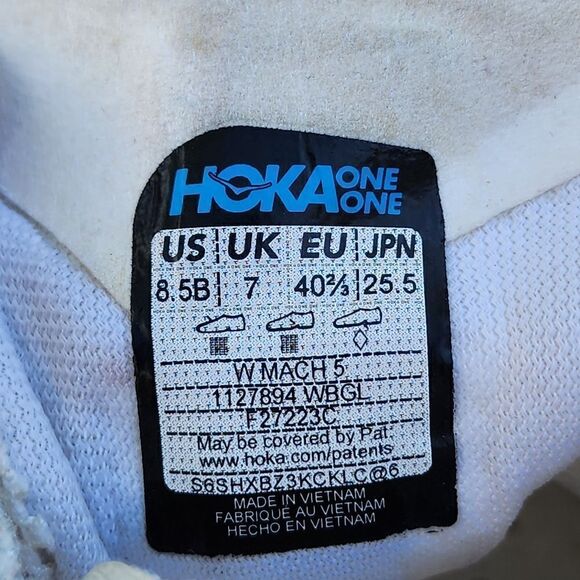 HOKA ONE ONE
US UK EU JPN
8.5B 7 40⅔ 25.5
W MACH 5
1127894 WBGL
F27223C
May be covered by Pat:
www.hoka.com/patents
S6SHXBZ3KCKLC@6
MADE IN VIETNAM
FABRIQUÉ AU VIETNAM
HECHO EN VIETNAM